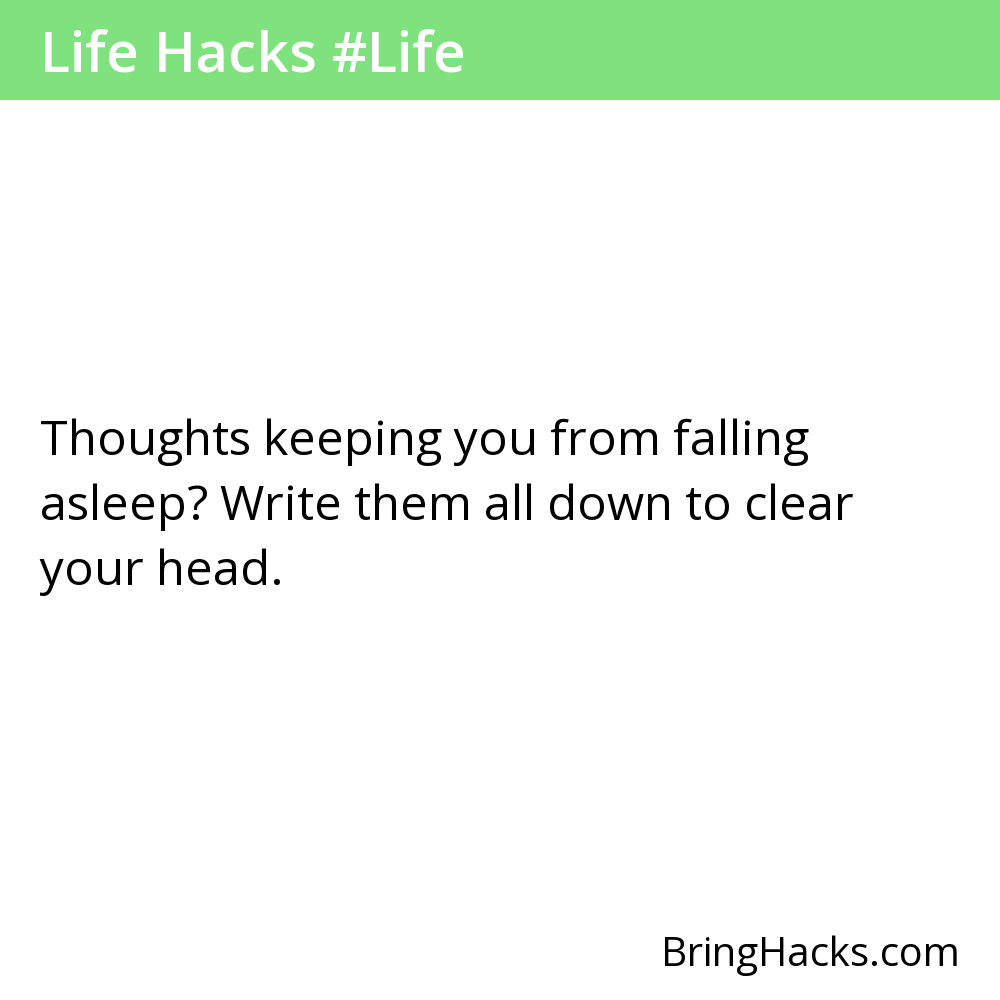 Life Hacks #Life
Thoughts keeping you from falling
asleep? Write them all down to clear
your head.
BringHacks.com